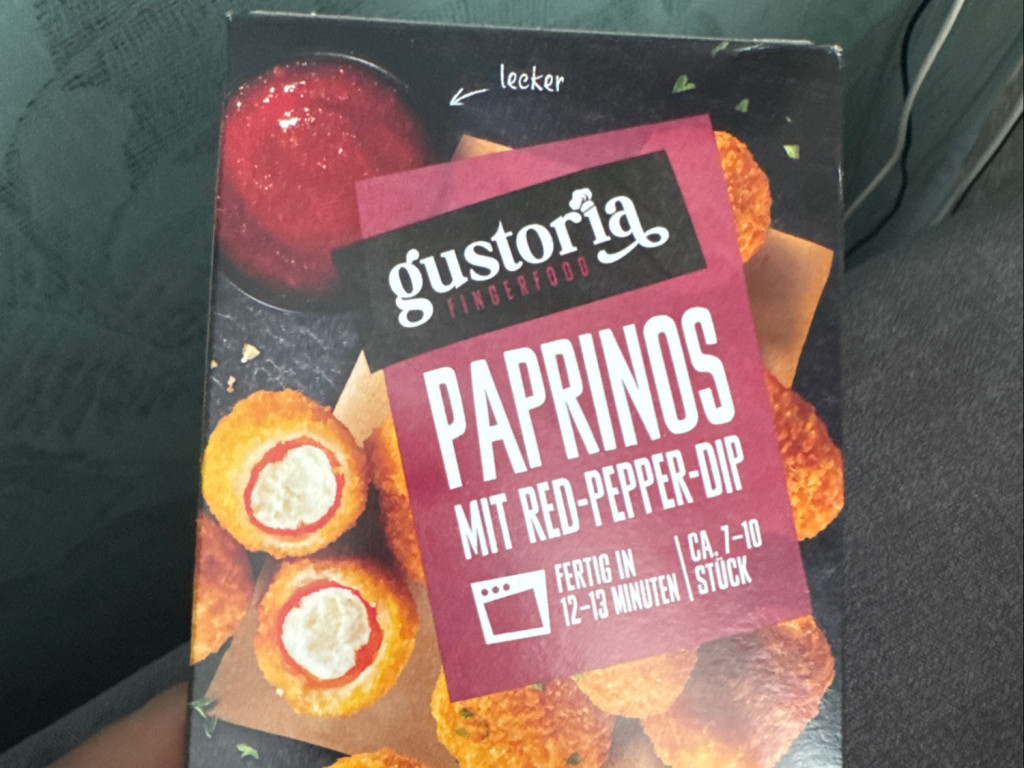 lecker
gustoria
FINGERFOOD
PAPRINOS
MIT RED-PEPPER-DIP
FERTIG IN
12-13 MINUTEN
CA. 7-10
STÜCK